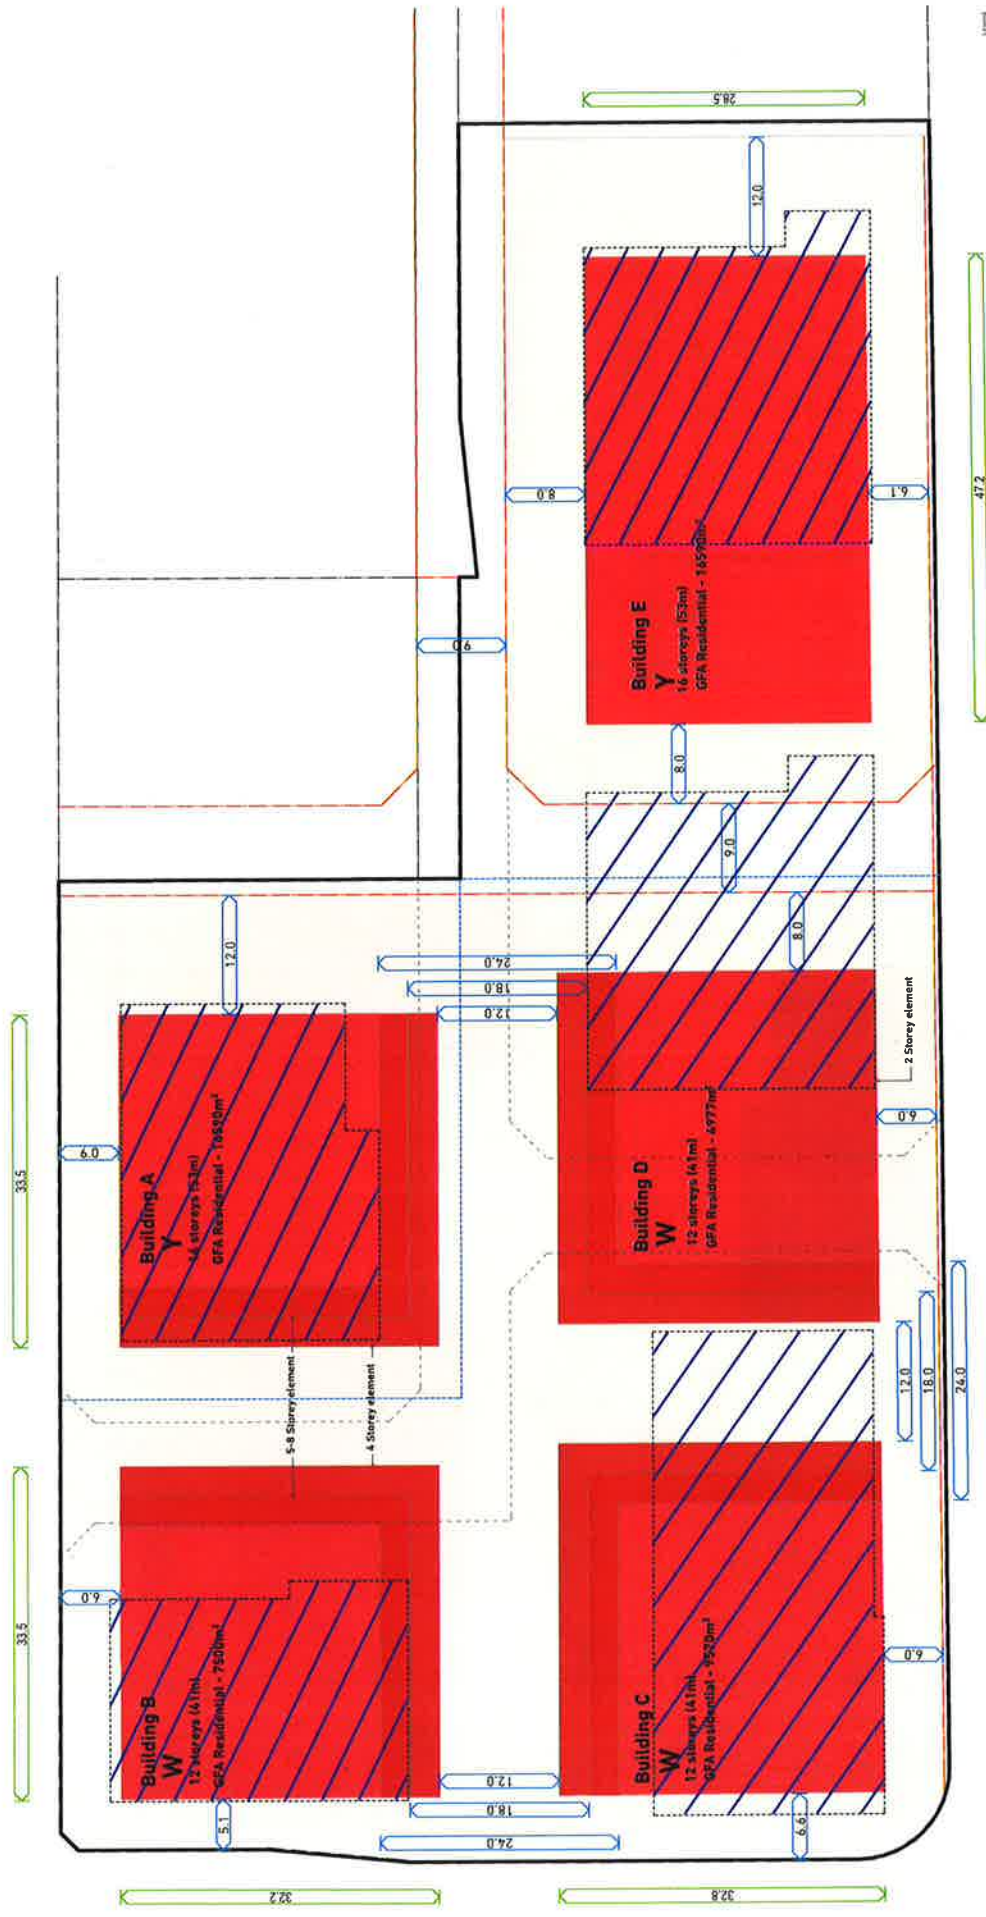 28.5
12.0
8.0
6.1
47.2
Building E
Y
16 storeys (53m)
GFA Residential - 16590m²
9.0
8.0
9.0
8.0
12.0
24.0
18.0
12.0
33.5
6.0
Building A
Y
16 storeys (53m)
GFA Residential -
2 Storey element
6.0
Building D
W
12 storeys (41m)
GFA Residential - 6977m²
5-8 Storey element
4 Storey element
12.0
18.0
24.0
33.5
6.0
Building B
W
12 storeys (41m)
GFA Residential - 7500m²
5.1
12.0
18.0
24.0
Building C
W
12 storeys (41m)
GFA Residential - 9520m²
6.0
6.6
32.2
32.8